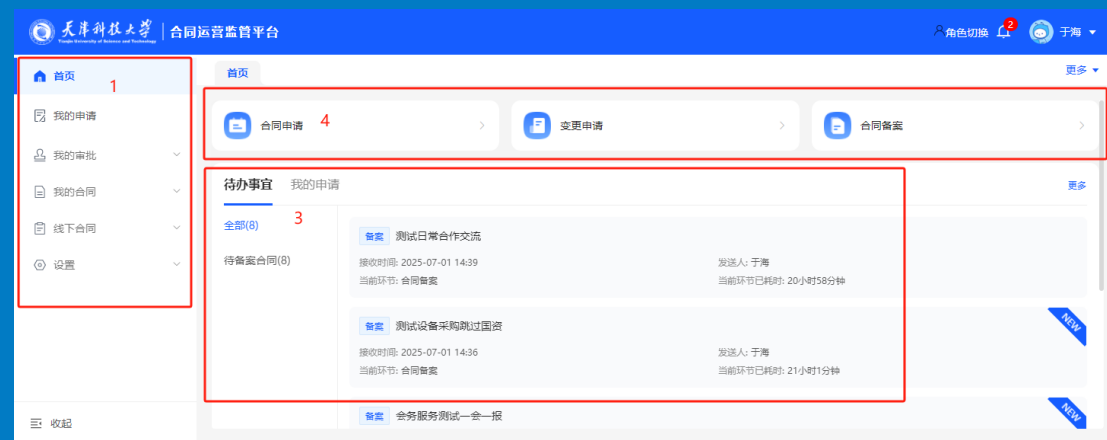 天津科技大学 合同运营监管平台
Tianjin University of Science and Technology
角色切换 2 于海
首页 1
我的申请
我的审批
我的合同
线下合同
设置
收起
首页 更多
合同申请 4 变更申请 合同备案
待办事宜 我的申请 更多
全部(8) 3
待备案合同(8)
备案 测试日常合作交流
接收时间: 2025-07-01 14:39 发送人: 于海
当前环节: 合同备案 当前环节已耗时: 20小时58分钟
备案 测试设备采购跳过国资 NEW
接收时间: 2025-07-01 14:36 发送人: 于海
当前环节: 合同备案 当前环节已耗时: 21小时1分钟
备案 会务服务测试一会一报 NEW